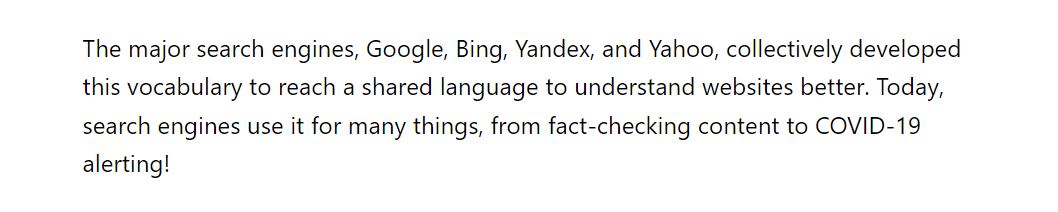 The major search engines, Google, Bing, Yandex, and Yahoo, collectively developed
this vocabulary to reach a shared language to understand websites better. Today,
search engines use it for many things, from fact-checking content to COVID-19
alerting!